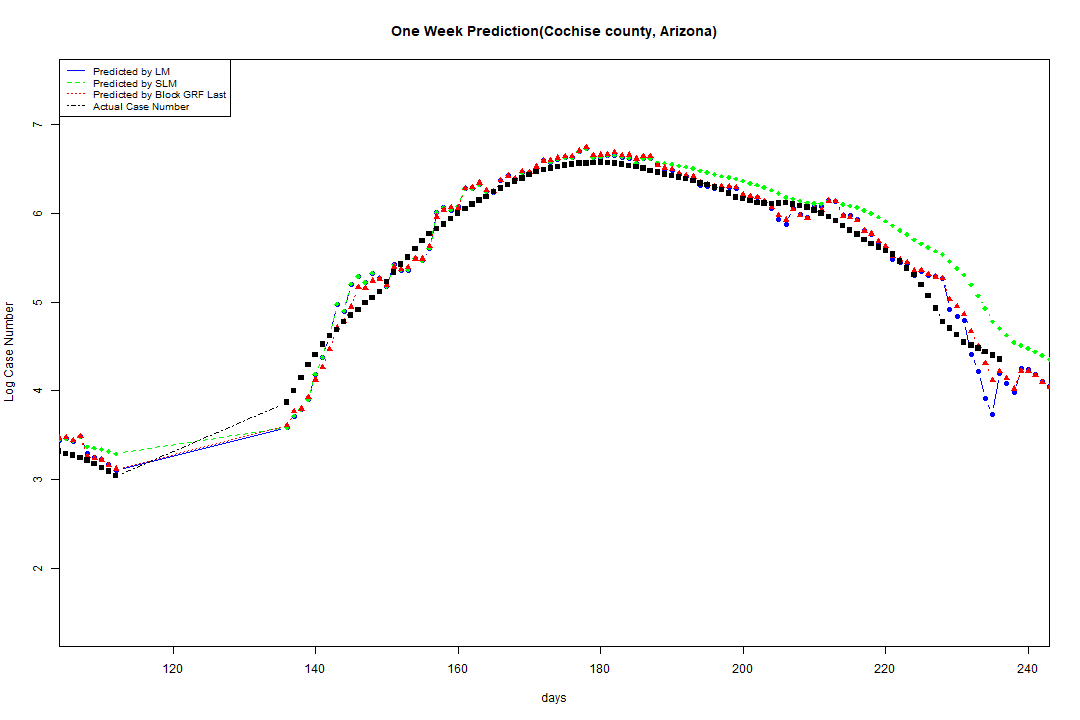 One Week Prediction(Cochise county, Arizona)
Predicted by LM
Predicted by SLM
Predicted by Block GRF Last
Actual Case Number
7
6
5
4
3
2
Log Case Number
120 140 160 180 200 220 240
days